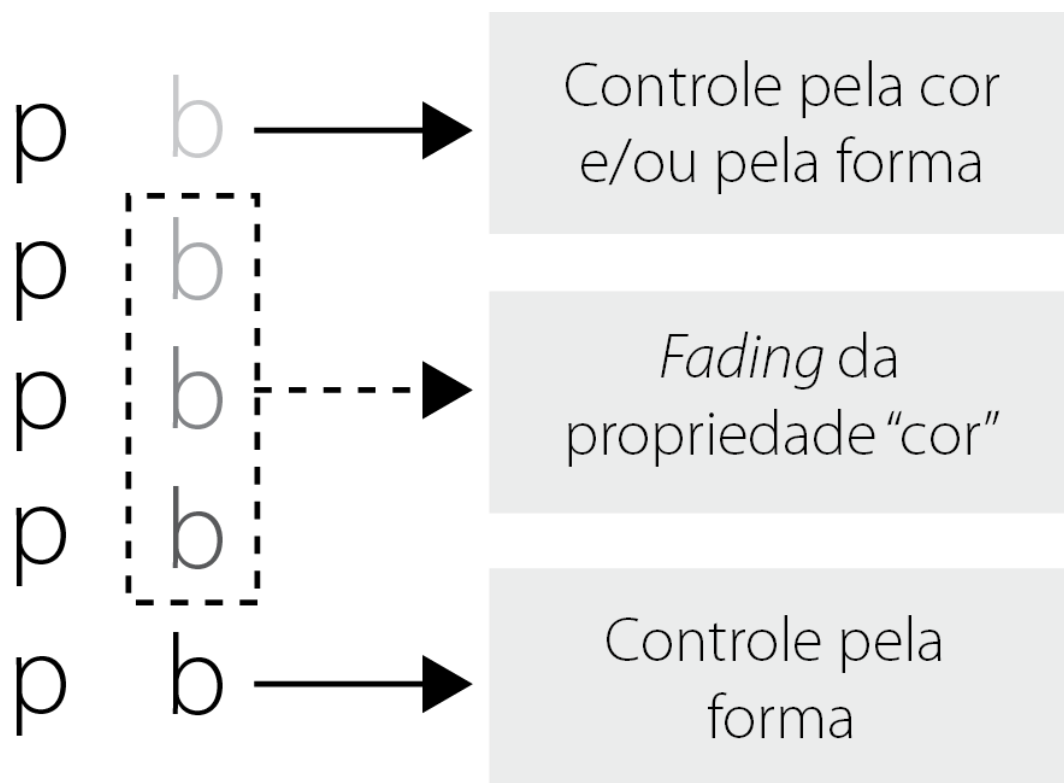 p b
Controle pela cor
e/ou pela forma
p b
p b
Fading da
propriedade “cor”
p b
p b
Controle pela
forma